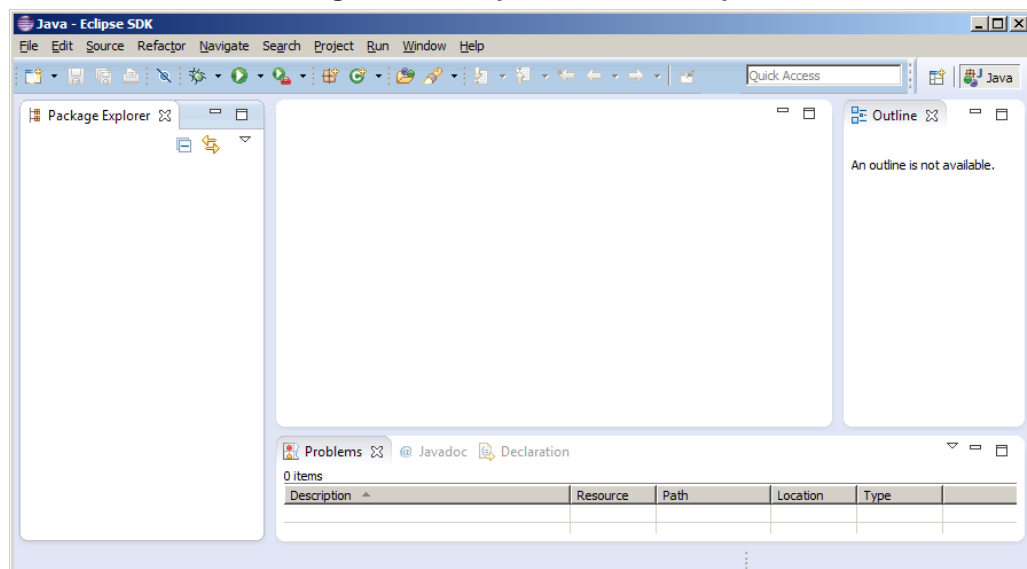 Java - Eclipse SDK
File Edit Source Refactor Navigate Search Project Run Window Help
Quick Access
Java
Package Explorer
Outline
An outline is not available.
Problems @ Javadoc Declaration
0 items
Description Resource Path Location Type